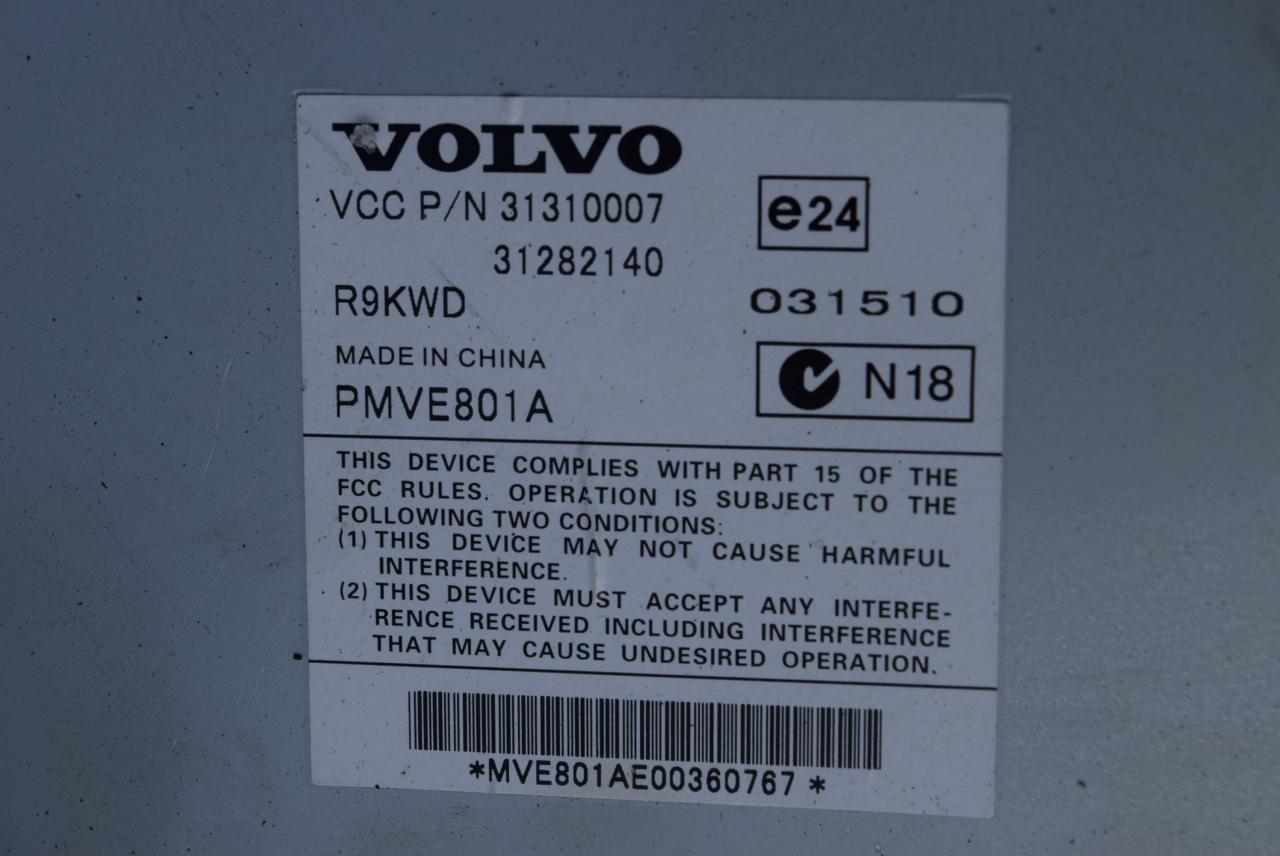 VOLVO
VCC P/N 31310007
31282140
e24
R9KWD
031510
MADE IN CHINA
N18
PMVE801A
THIS DEVICE COMPLIES WITH PART 15 OF THE
FCC RULES. OPERATION IS SUBJECT TO THE
FOLLOWING TWO CONDITIONS:
(1) THIS DEVICE MAY NOT CAUSE HARMFUL
INTERFERENCE.
(2) THIS DEVICE MUST ACCEPT ANY INTERFE-
RENCE RECEIVED INCLUDING INTERFERENCE
THAT MAY CAUSE UNDESIRED OPERATION.
*MVE801AE00360767 *